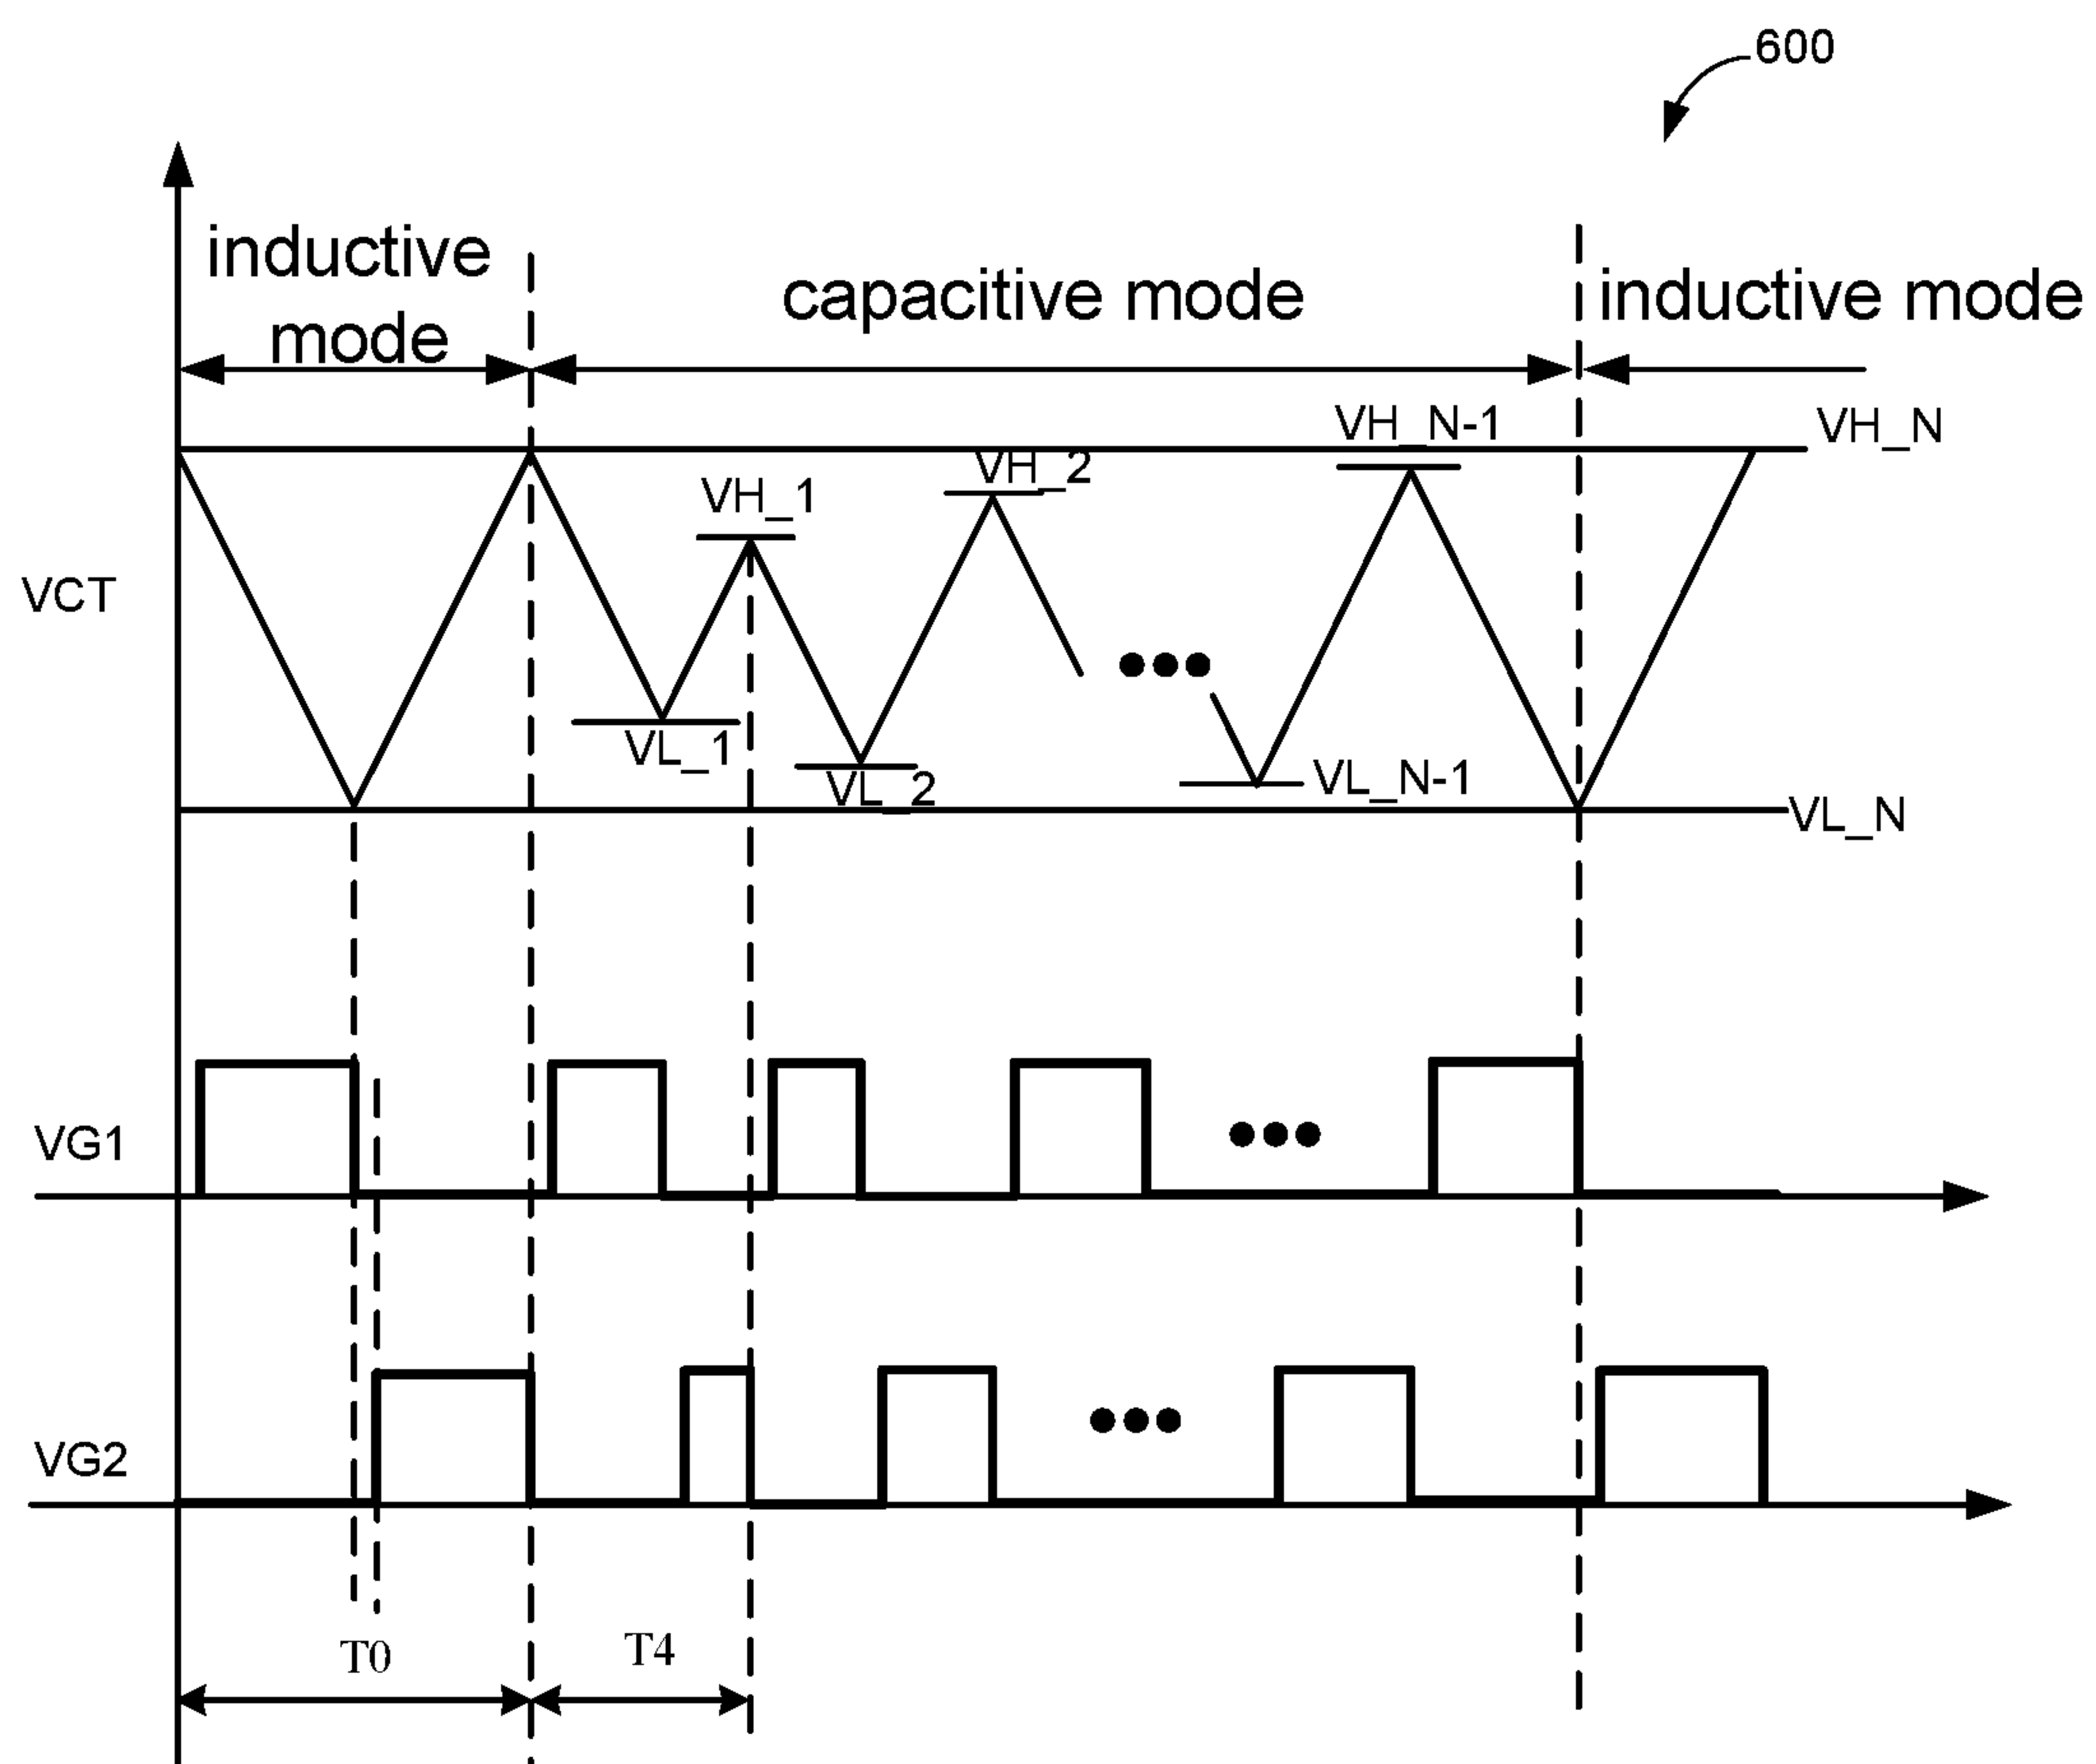 600
inductive
mode
capacitive mode
inductive mode
VH_N-1
VH_N
VH_2
VH_1
VCT
VL_1
VL_2
VL_N-1
VL_N
VG1
VG2
T0
T4